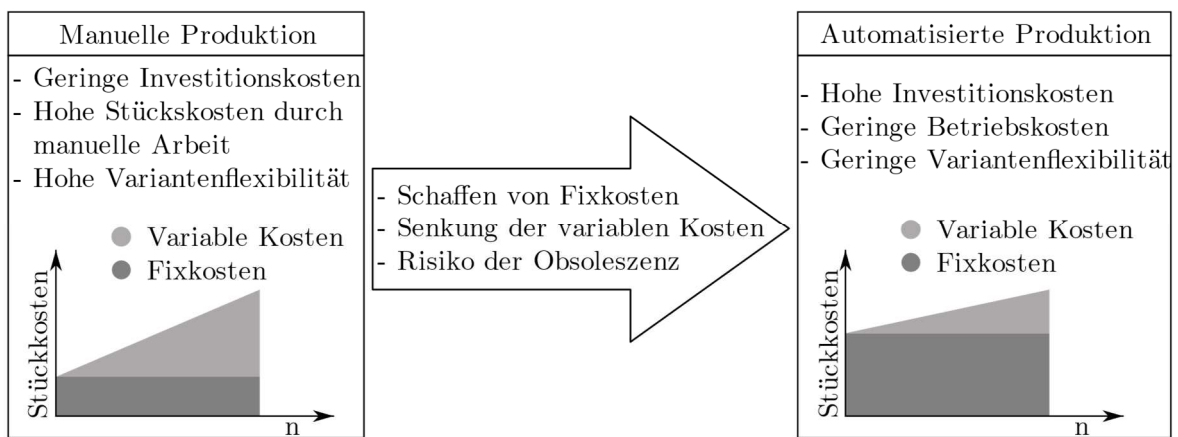 Manuelle Produktion
- Geringe Investitionskosten
- Hohe Stückskosten durch
manuelle Arbeit
- Hohe Variantenflexibilität
Variable Kosten
Fixkosten
Stückkosten
n
- Schaffen von Fixkosten
- Senkung der variablen Kosten
- Risiko der Obsoleszenz
Automatisierte Produktion
- Hohe Investitionskosten
- Geringe Betriebskosten
- Geringe Variantenflexibilität
Variable Kosten
Fixkosten
Stückkosten
n